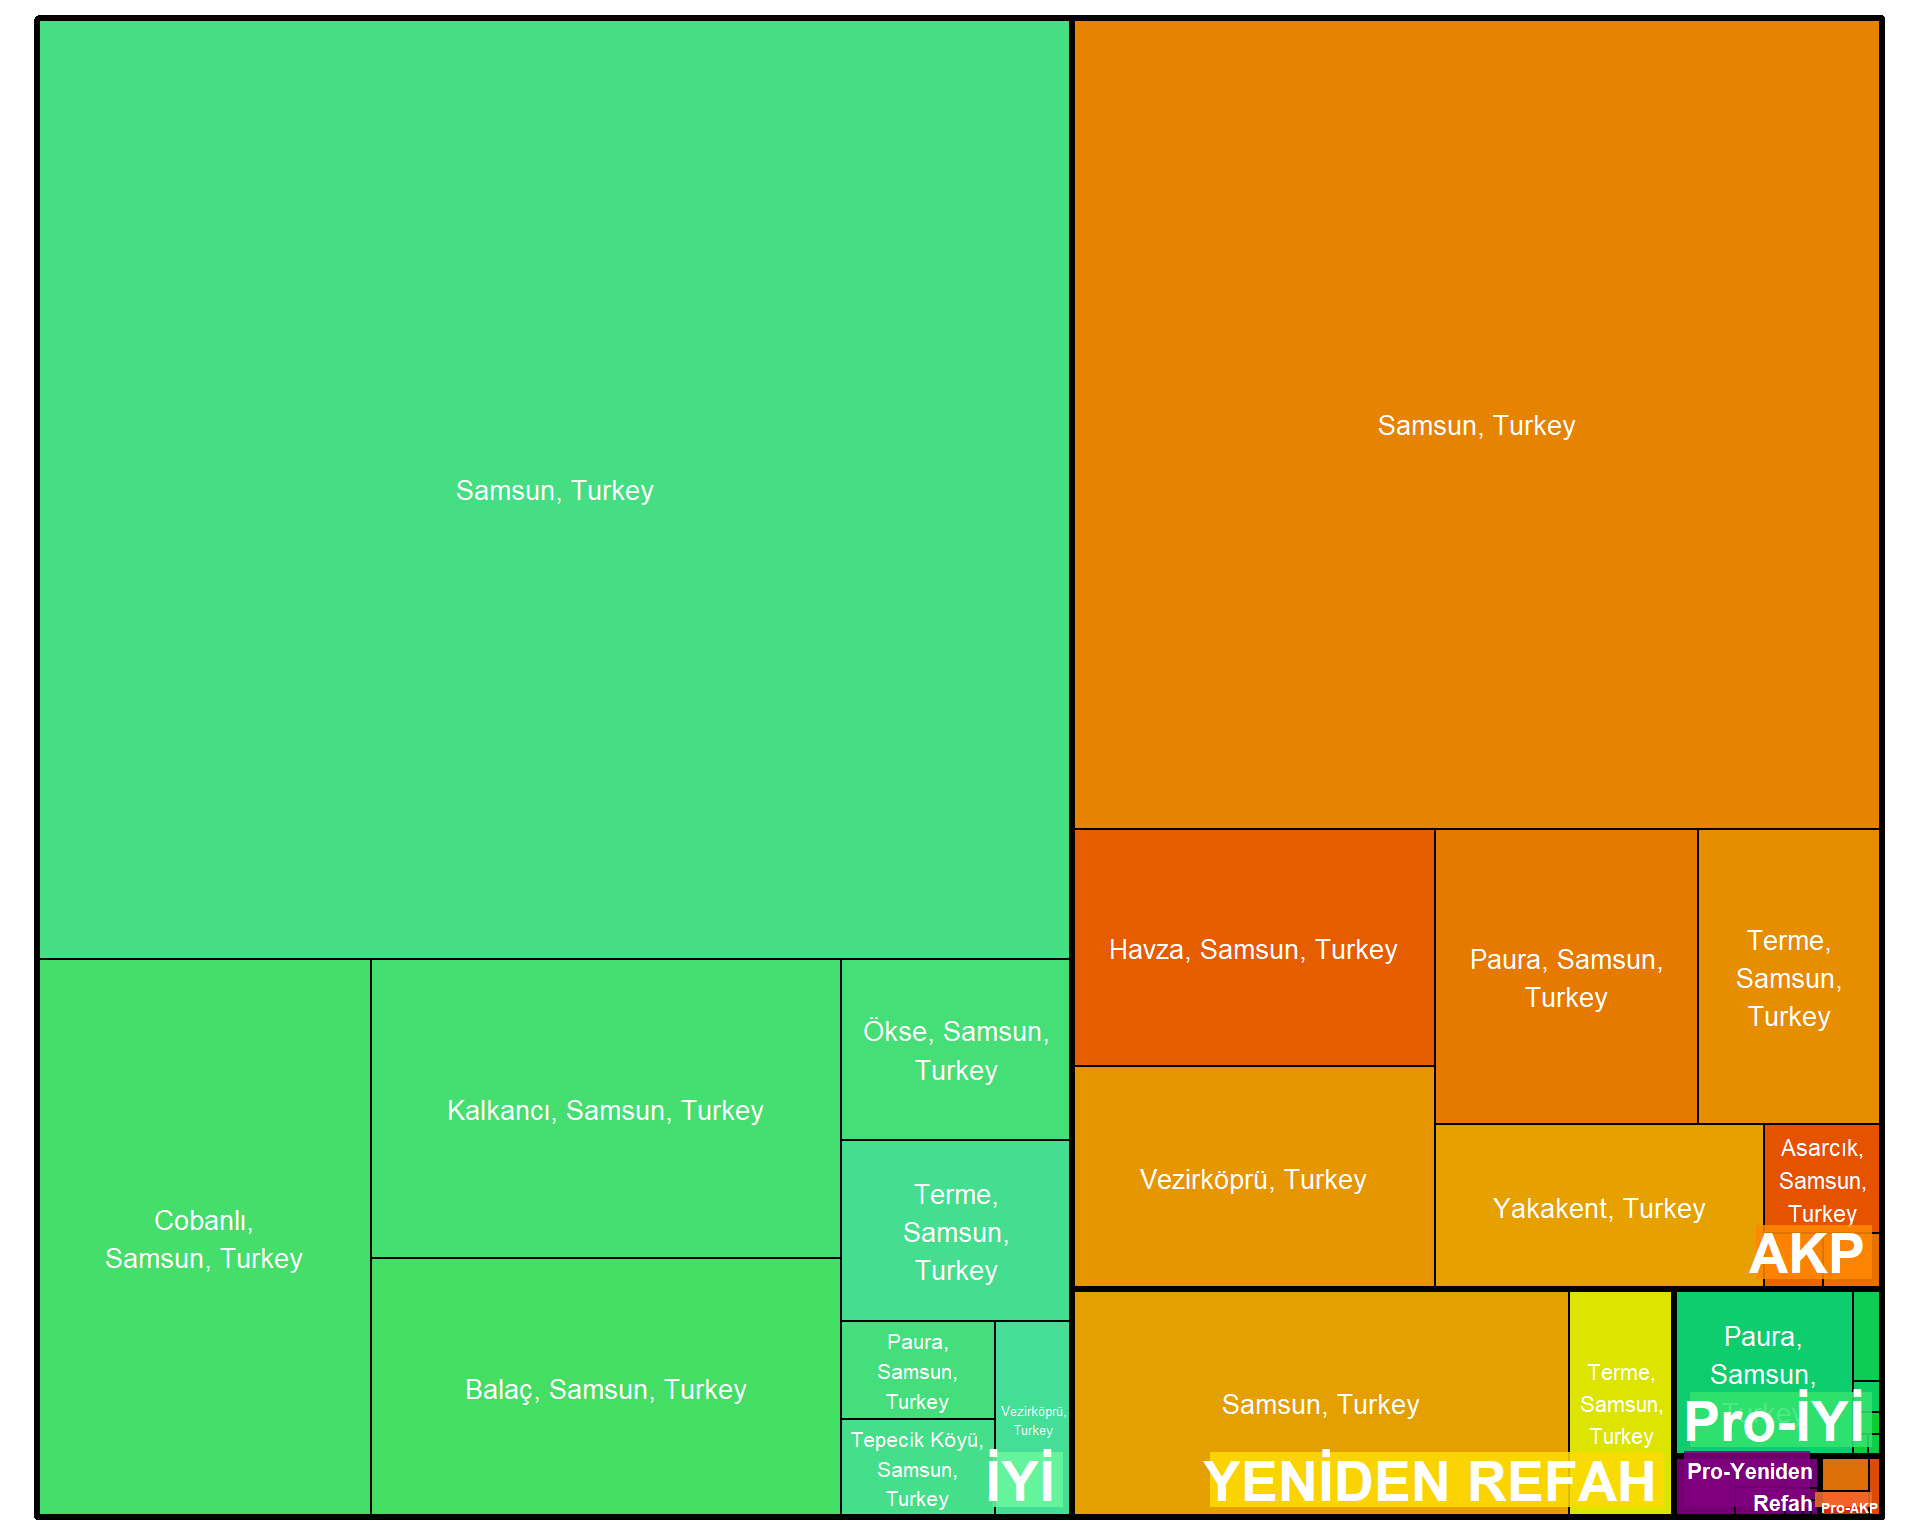 Samsun, Turkey
Cobanlı,
Samsun, Turkey
Kalkancı, Samsun, Turkey
Balaç, Samsun, Turkey
Ökse, Samsun,
Turkey
Terme,
Samsun,
Turkey
Paura,
Samsun,
Turkey
Tepecik Köyü,
Samsun,
Turkey
Vezirköprü,
Turkey
İYİ
Samsun, Turkey
Havza, Samsun, Turkey
Vezirköprü, Turkey
Paura, Samsun,
Turkey
Terme,
Samsun,
Turkey
Yakakent, Turkey
Asarcık,
Samsun,
Turkey
AKP
Samsun, Turkey
Terme,
Samsun,
Turkey
YENİDEN REFAH
Paura,
Samsun,
Turkey
Pro-İYİ
Pro-Yeniden
Refah
Pro-AKP